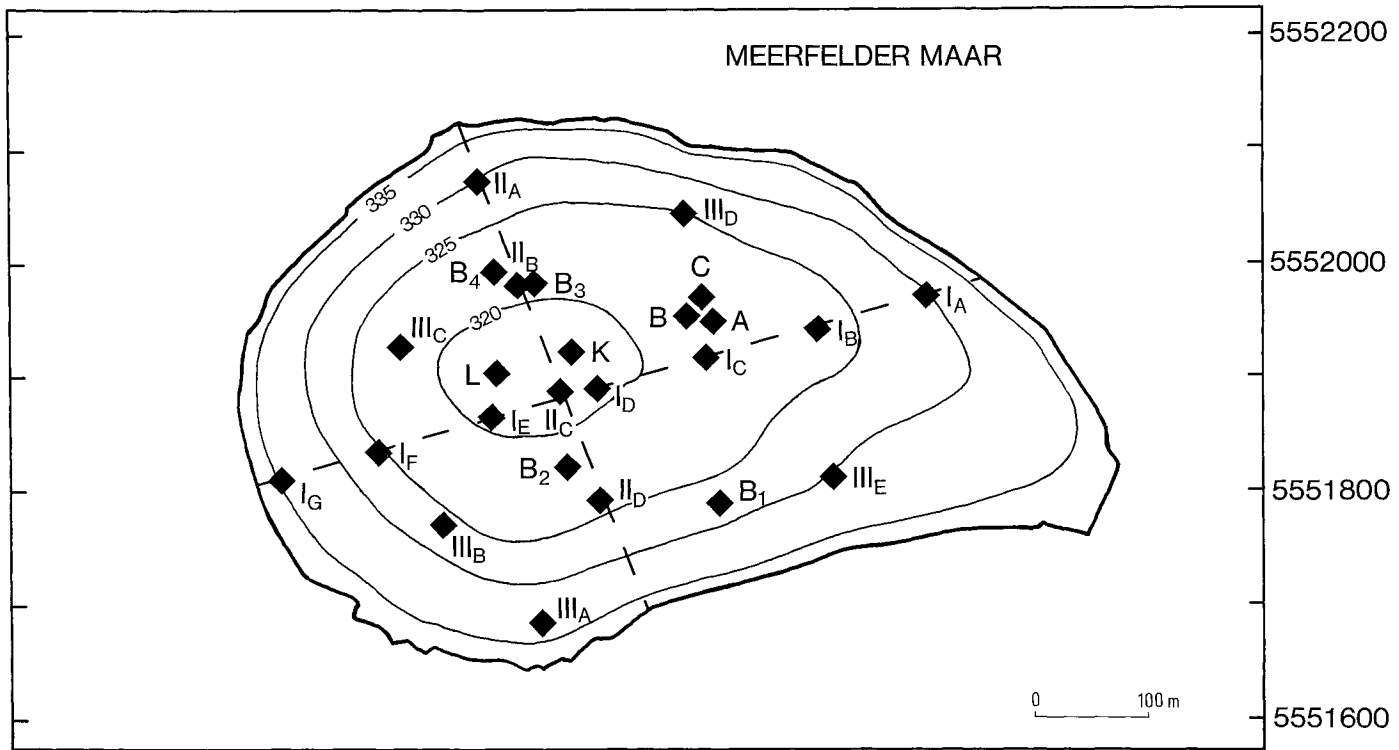 5552200
MEERFELDER MAAR
335
II_A
330
III_D
325
II_B
5552000
B_4
B_3
C
I_A
320
B
A
III_C
I_B
K
I_C
L
I_D
I_E
II_C
I_F
B_2
III_E
I_G
II_D
B_1
5551800
III_B
III_A
0 100 m
5551600